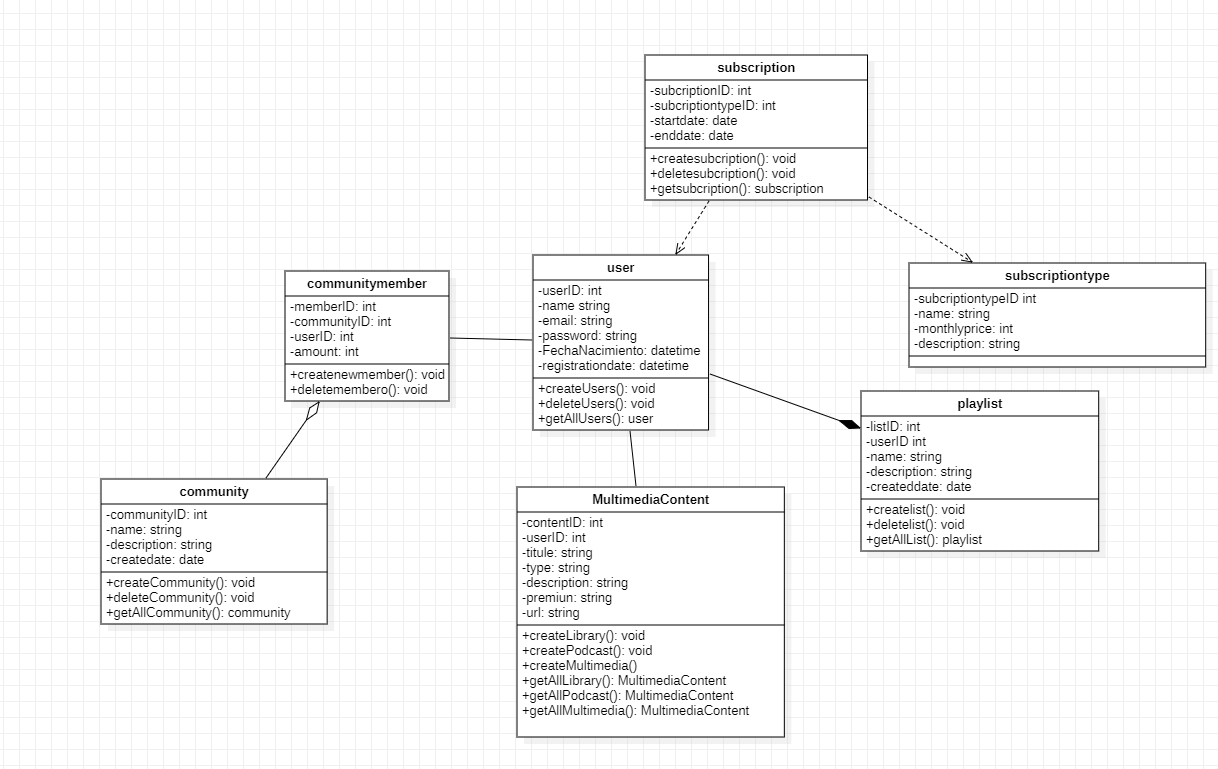 subscription
-subcriptionID: int
-subcriptiontypeID: int
-startdate: date
-enddate: date
+createsubcription(): void
+deletesubcription(): void
+getsubcription(): subscription
communitymember
-memberID: int
-communityID: int
-userID: int
-amount: int
+createnewmember(): void
+deletemembero(): void
user
-userID: int
-name string
-email: string
-password: string
-FechaNacimiento: datetime
-registrationdate: datetime
+createUsers(): void
+deleteUsers(): void
+getAllUsers(): user
subscriptiontype
-subcriptiontypeID int
-name: string
-monthlyprice: int
-description: string
playlist
-listID: int
-userID int
-name: string
-description: string
-createddate: date
+createlist(): void
+deletelist(): void
+getAllList(): playlist
community
-communityID: int
-name: string
-description: string
-createdate: date
+createCommunity(): void
+deleteCommunity(): void
+getAllCommunity(): community
MultimediaContent
-contentID: int
-userID: int
-titule: string
-type: string
-description: string
-premiun: string
-url: string
+createLibrary(): void
+createPodcast(): void
+createMultimedia()
+getAllLibrary(): MultimediaContent
+getAllPodcast(): MultimediaContent
+getAllMultimedia(): MultimediaContent